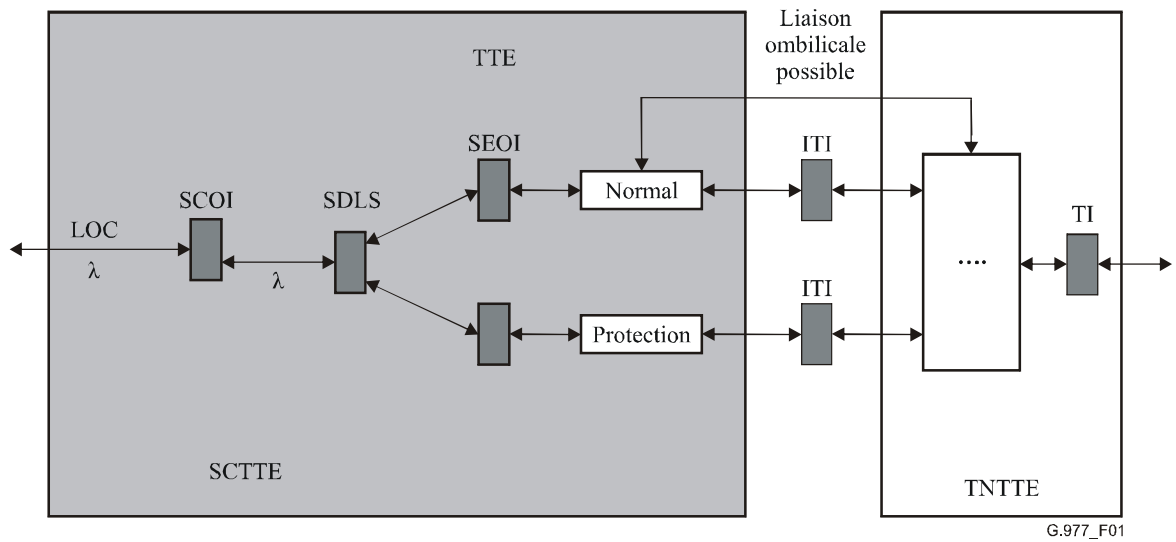 Liaison
ombilicale
possible
TTE
SEOI
ITI
Normal
SCOI
SDLS
LOC
λ
λ
TI
....
ITI
Protection
SCTTE
TNTTE
G.977_F01